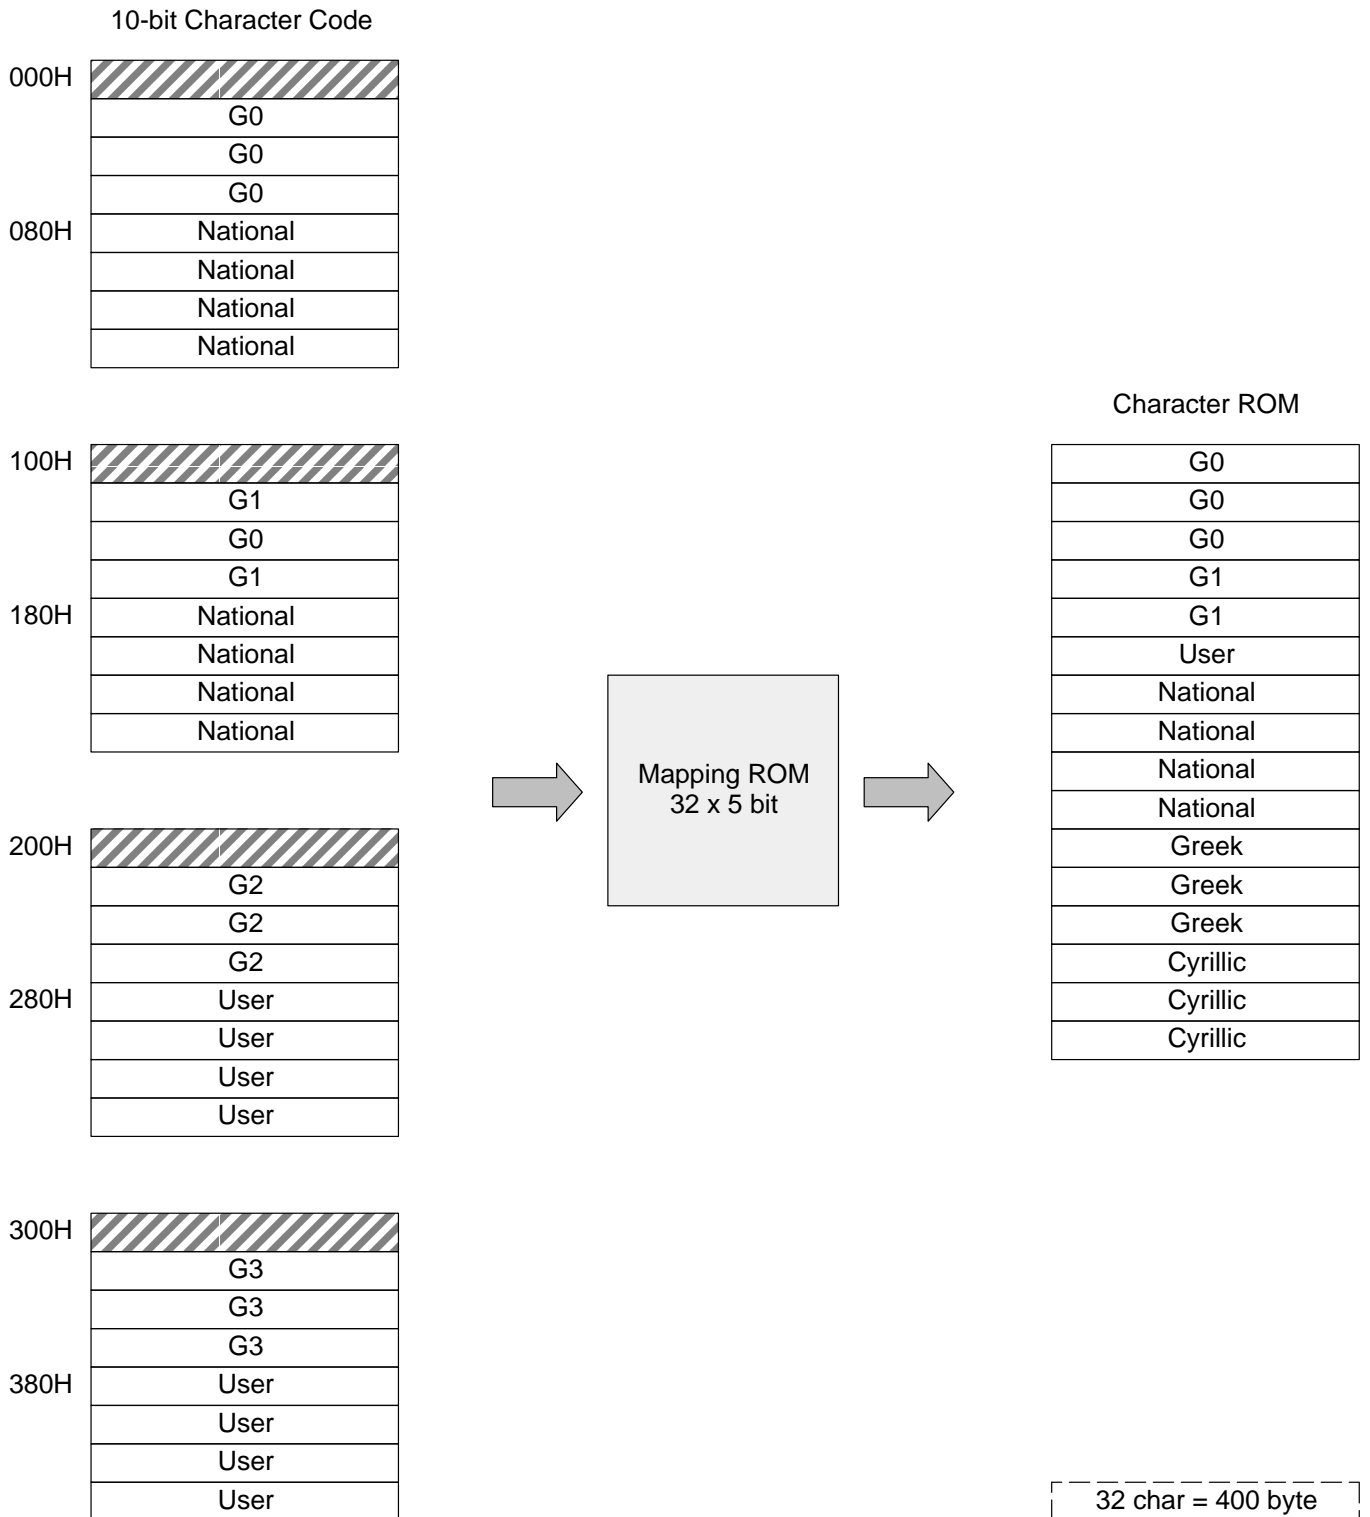 10-bit Character Code
000H
G0
G0
G0
080H
National
National
National
National
100H
G1
G0
G1
180H
National
National
National
National
200H
G2
G2
G2
280H
User
User
User
User
300H
G3
G3
G3
380H
User
User
User
User
Mapping ROM
32 x 5 bit
Character ROM
G0
G0
G0
G1
G1
User
National
National
National
National
Greek
Greek
Greek
Cyrillic
Cyrillic
Cyrillic
32 char = 400 byte